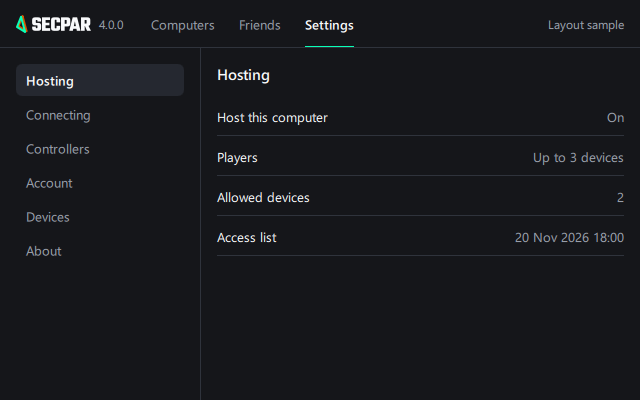 SECPAR 4.0.0 Computers Friends Settings Layout sample
Hosting
Connecting
Controllers
Account
Devices
About
Hosting
Host this computer On
Players Up to 3 devices
Allowed devices 2
Access list 20 Nov 2026 18:00